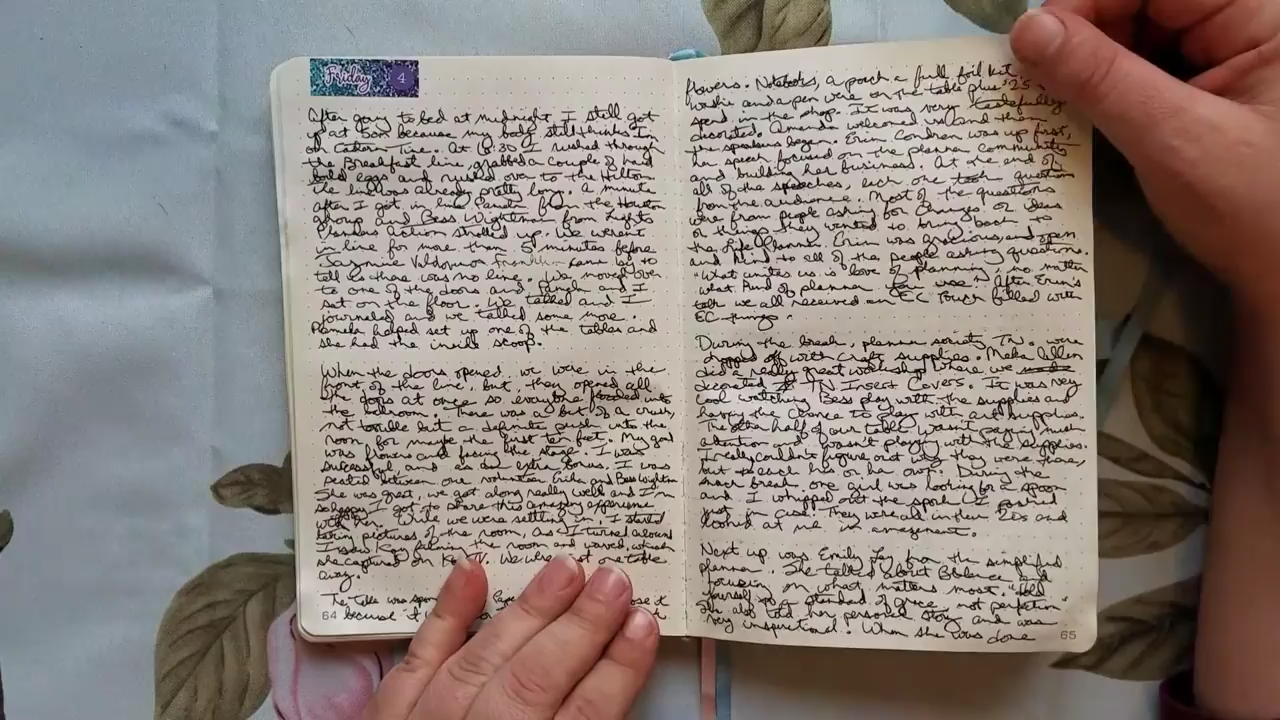 Friday 4
After going to bed at midnight I still got
up at 5am because my body still thinks I'm
on Time. At 6:30 I rushed through
the Breakfast line, grabbed a couple of hard
eggs and rushed over to the Hilton
the line was already pretty long. A minute
after I got in line Pamela from the Houston
group and Bess Wightman from Lights
Planner Action strolled up. We weren't
in line for more than 5 minutes before
came up to
tell us there was no line. We moved over
to one of the doors and Pamela and I
sat on the floor. We talked and I
journaled and we talked some more.
Pamela helped set up one of the tables and
she had the inside scoop.
When the doors opened, we were in the
front of the line, but, they opened all
the doors at once so everyone flooded into
the ballroom. There was a bit of a crush,
not terrible but a definite push into the
room for maybe the first ten feet. My goal
was flowers and facing the stage. I was
successful, and as an extra bonus, I was
seated between one volunteer Erika and Bess Wightman
She was great, we got along really well and I'm
so happy I got to share this amazing experience
with her. While we were settling in, I started
taking pictures of the room, as I turned around
I saw Kay filming the room and waved, which
she captured on TV. We were just one table
away.
The table was
64 because it
flowers. Notebooks, a pouch a full foil kit,
washi and a pen were on the table plus $25
spend in the shop. It was very tastefully
decorated. Amanda welcomed us and then
the speakers began. Erin Condren was up first,
her speech focused on the planner community
and building her business. At the end of
all of the speeches, each one took questions
from the audience. Most of the questions
were from people asking for changes or ideas
or things they wanted to bring back to
the Life Planner. Erin was gracious, and open
and kind to all of the people asking questions.
"What unites us is love of planning, no matter
what kind of planner you use." After Erin's
talk we all received an EC Pouch filled with
EC things.
During the break, planner society TN. were
dropped off with craft supplies.
did a really great workshop where we
decorated TN Insert Covers. It was very
cool watching Bess play with the supplies and
having the chance to play with art supplies.
The other half of our table wasn't paying much
attention and wasn't playing with the supplies.
I really couldn't figure out why they were there,
but to each his or her own. During the
snack break, one girl was looking for a spoon
and I whipped out the spork I carried
just in case. They were all in their 20s and
looked at me in amazement.
Next up was Emily Ley from the simplified
planner. She talked about Balance and
focusing on what matters most. "Hold
yourself to a standard of grace, not perfection"
She also told her personal story and was
very inspirational. When she was done
65